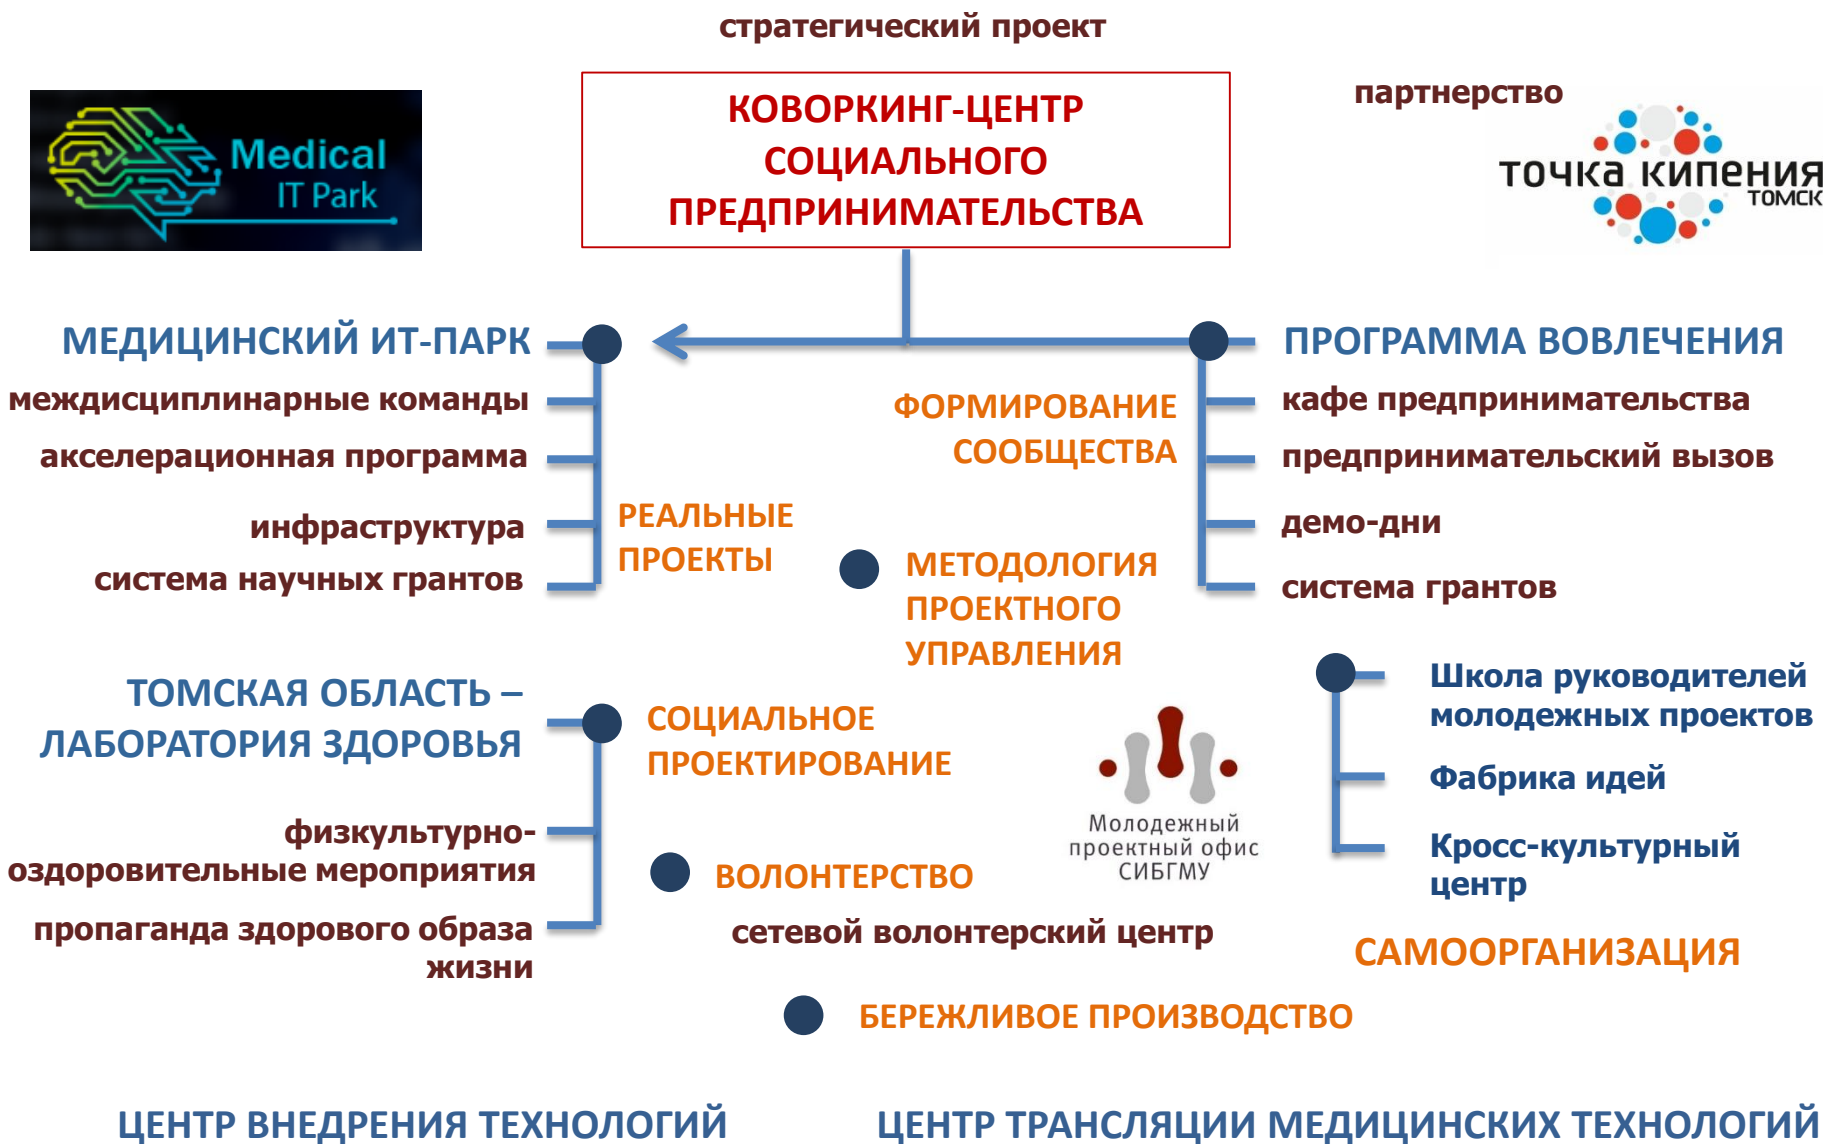 стратегический проект
КОВОРКИНГ-ЦЕНТР
СОЦИАЛЬНОГО
ПРЕДПРИНИМАТЕЛЬСТВА
Medical
IT Park
партнерство
точка кипения
томск
МЕДИЦИНСКИЙ ИТ-ПАРК
междисциплинарные команды
акселерационная программа
инфраструктура
система научных грантов
РЕАЛЬНЫЕ
ПРОЕКТЫ
ФОРМИРОВАНИЕ
СООБЩЕСТВА
ПРОГРАММА ВОВЛЕЧЕНИЯ
кафе предпринимательства
предпринимательский вызов
демо-дни
система грантов
МЕТОДОЛОГИЯ
ПРОЕКТНОГО
УПРАВЛЕНИЯ
ТОМСКАЯ ОБЛАСТЬ –
ЛАБОРАТОРИЯ ЗДОРОВЬЯ
физкультурно-
оздоровительные мероприятия
пропаганда здорового образа
жизни
СОЦИАЛЬНОЕ
ПРОЕКТИРОВАНИЕ
ВОЛОНТЕРСТВО
сетевой волонтерский центр
Молодежный
проектный офис
СИБГМУ
Школа руководителей
молодежных проектов
Фабрика идей
Кросс-культурный
центр
САМООРГАНИЗАЦИЯ
БЕРЕЖЛИВОЕ ПРОИЗВОДСТВО
ЦЕНТР ВНЕДРЕНИЯ ТЕХНОЛОГИЙ
ЦЕНТР ТРАНСЛЯЦИИ МЕДИЦИНСКИХ ТЕХНОЛОГИЙ